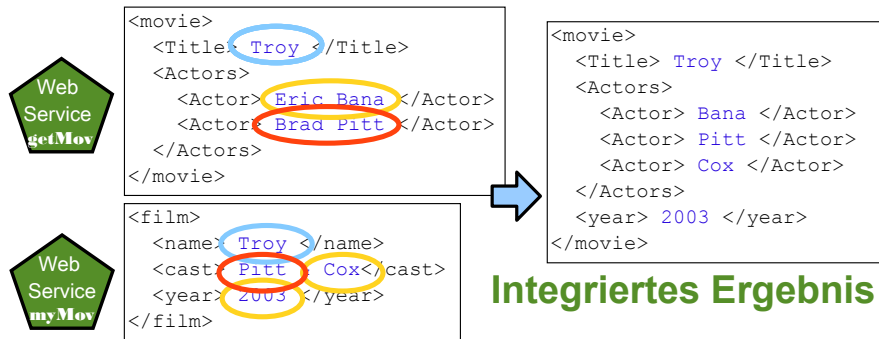 <movie>
<Title> Troy </Title>
<Actors>
<Actor> Eric Bana </Actor>
<Actor> Brad Pitt </Actor>
</Actors>
</movie>
Web
Service
getMov
<film>
<name> Troy </name>
<cast> Pitt & Cox</cast>
<year> 2003 </year>
</film>
Web
Service
myMov
<movie>
<Title> Troy </Title>
<Actors>
<Actor> Bana </Actor>
<Actor> Pitt </Actor>
<Actor> Cox </Actor>
</Actors>
<year> 2003 </year>
</movie>
Integriertes Ergebnis